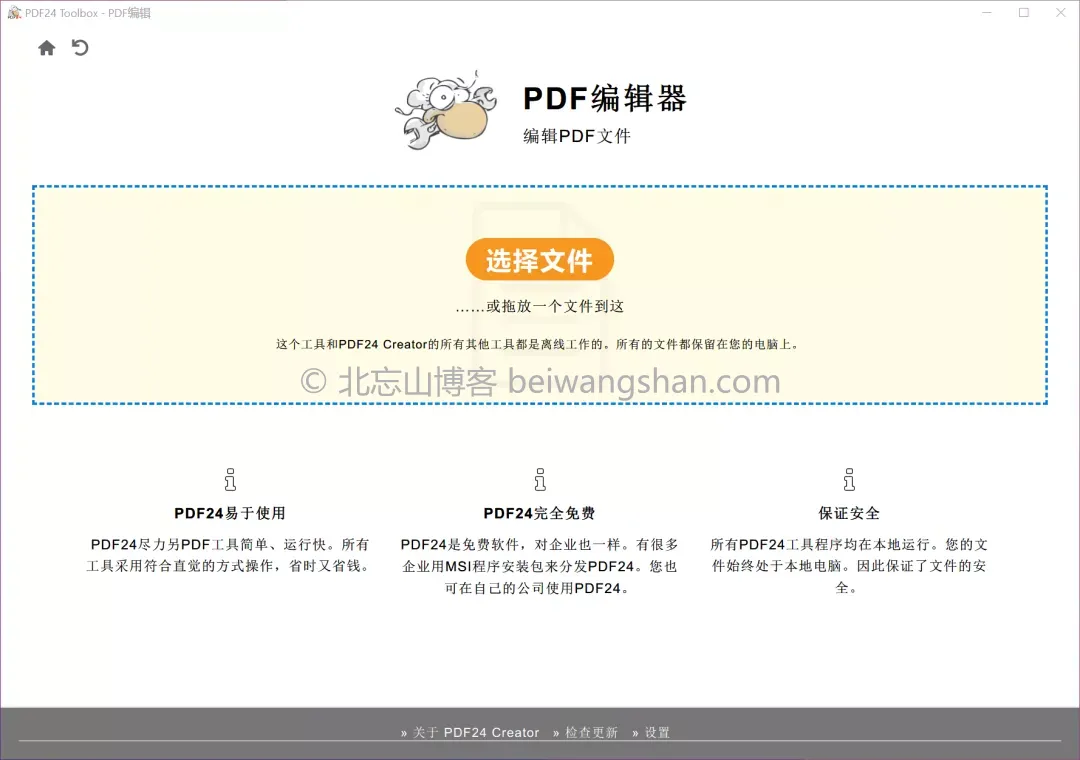 PDF24 Toolbox - PDF编辑
PDF编辑器
编辑PDF文件
选择文件
……或拖放一个文件到这
这个工具和PDF24 Creator的所有其他工具都是离线工作的。所有的文件都保留在您的电脑上。
© 北忘山博客 beiwangshan.com
PDF24易于使用
PDF24尽力另PDF工具简单、运行快。所有
工具采用符合直觉的方式操作，省时又省钱。
PDF24完全免费
PDF24是免费软件，对企业也一样。有很多
企业用MSI程序安装包来分发PDF24。您也
可在自己的公司使用PDF24。
保证安全
所有PDF24工具程序均在本地运行。您的文
件始终处于本地电脑。因此保证了文件的安
全。
» 关于 PDF24 Creator » 检查更新 » 设置